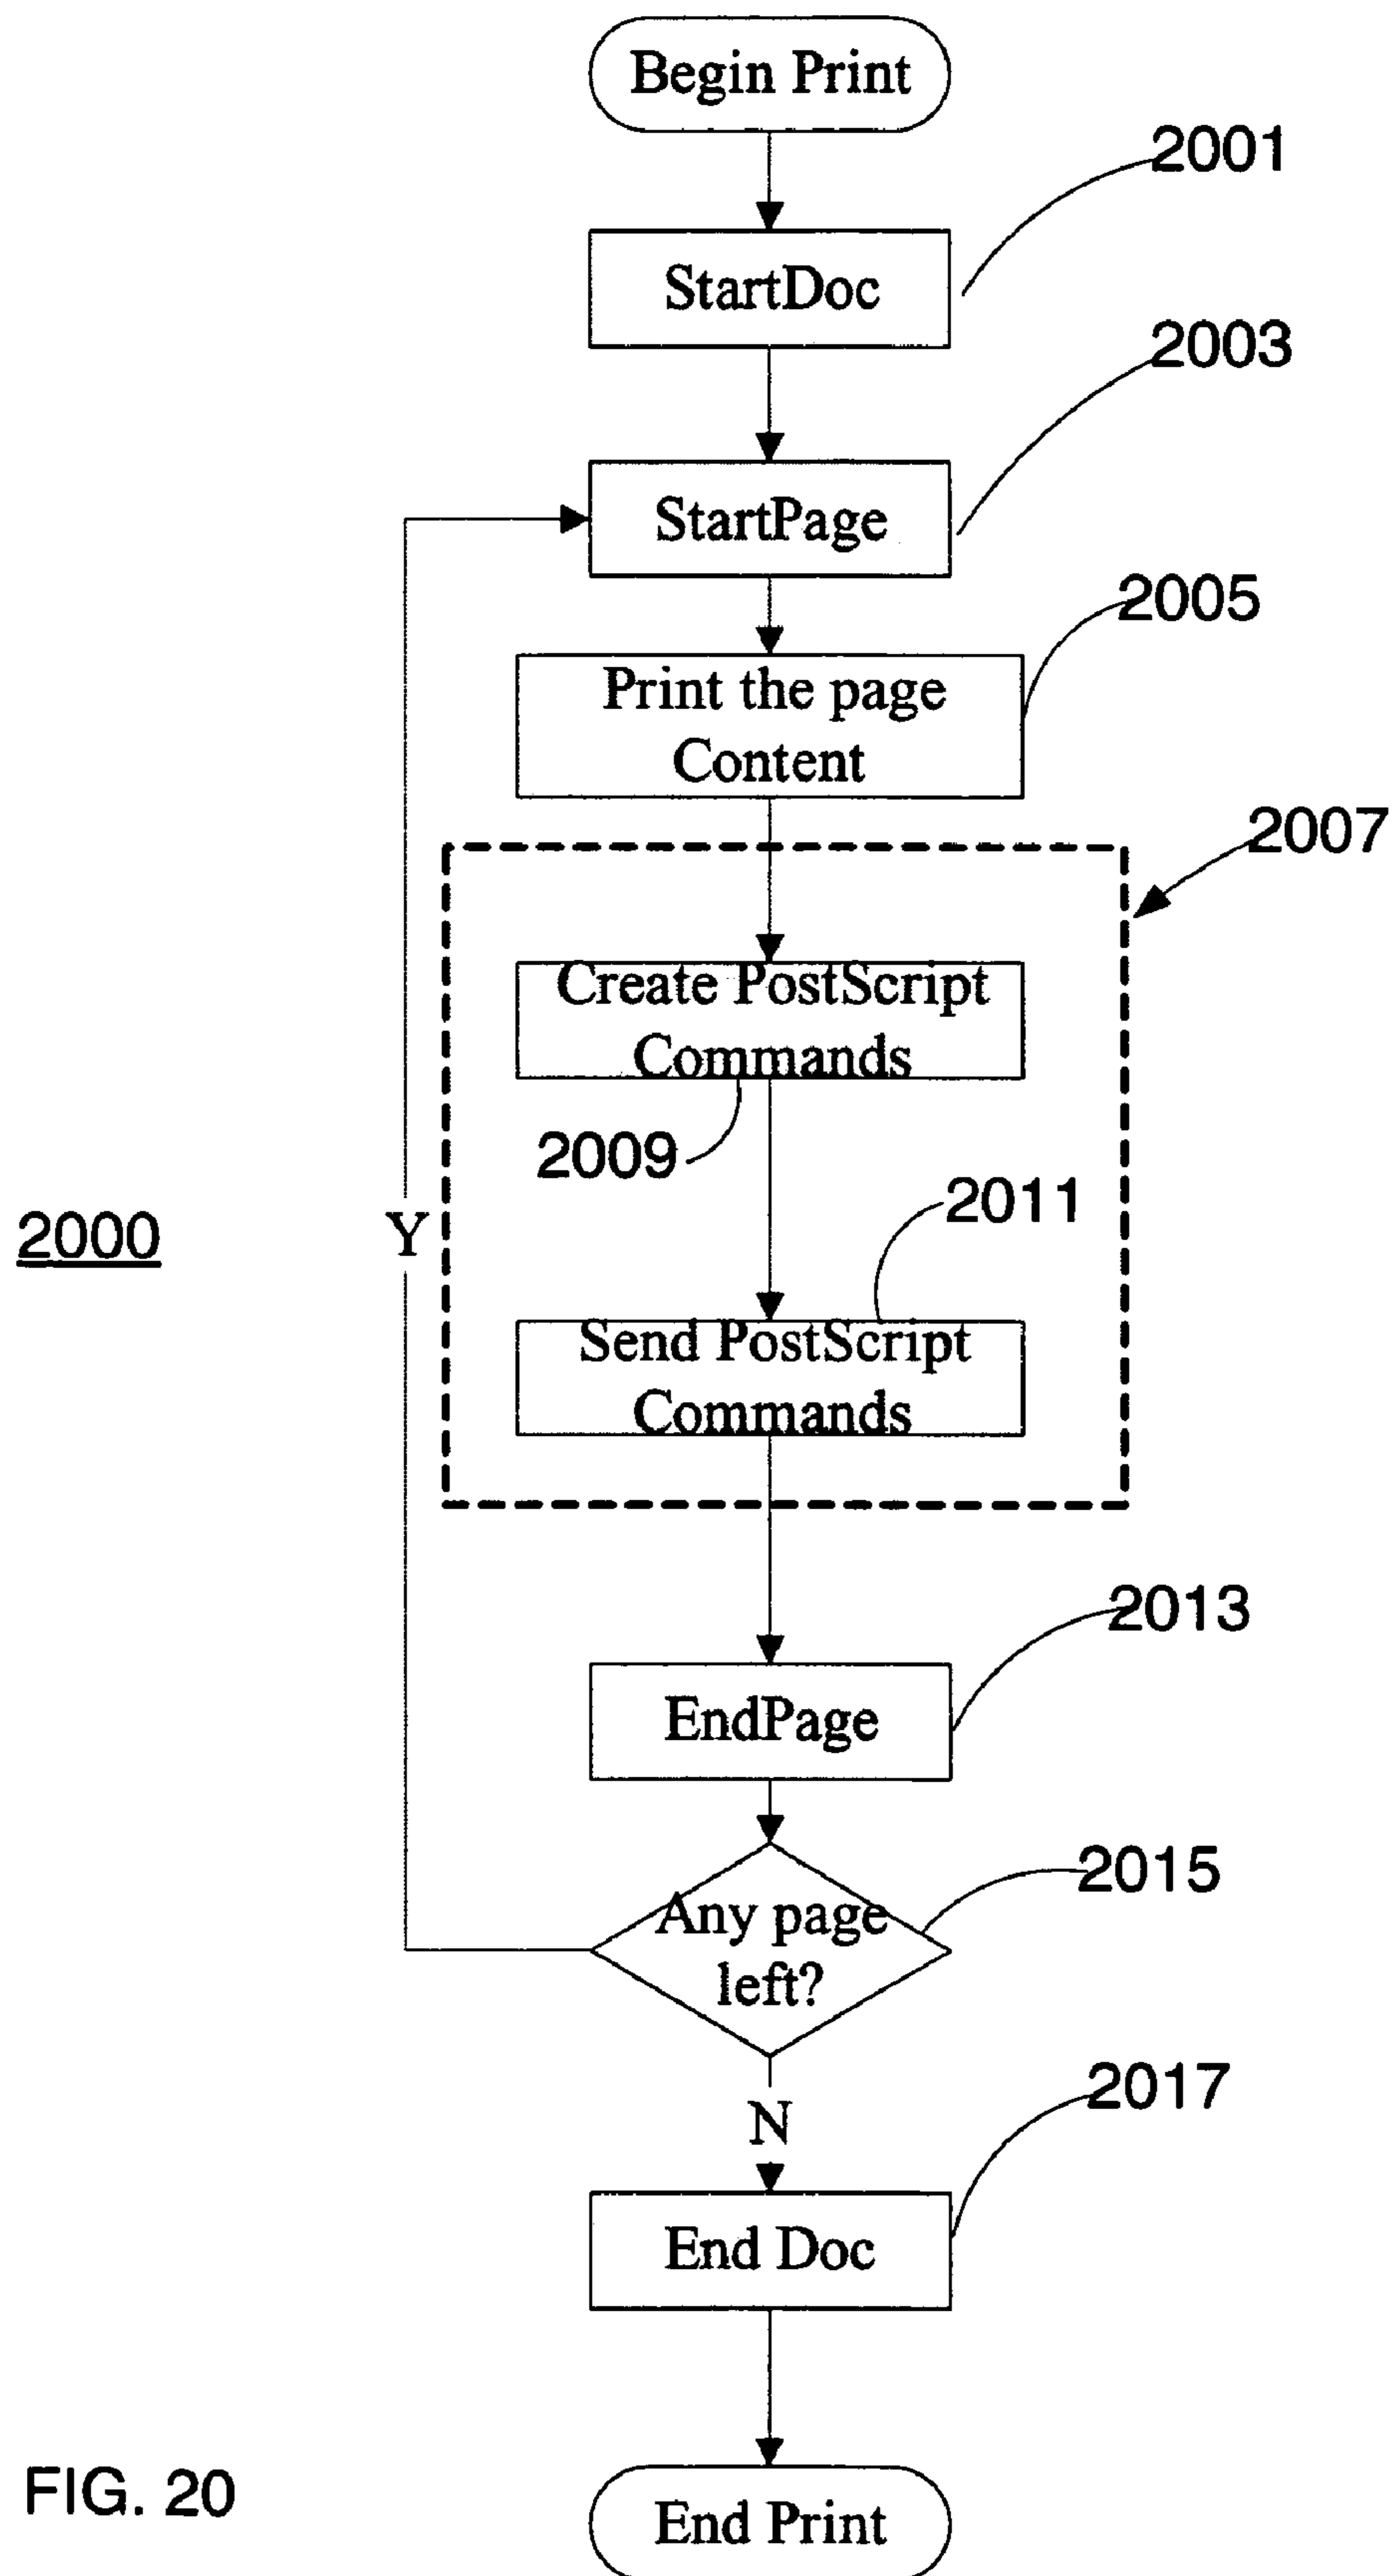 Begin Print
2001
StartDoc
2003
StartPage
2005
Print the page
Content
2007
Create PostScript
Commands
2009
2011
Send PostScript
Commands
2000
Y
2013
EndPage
2015
Any page
left?
2017
N
End Doc
FIG. 20
End Print